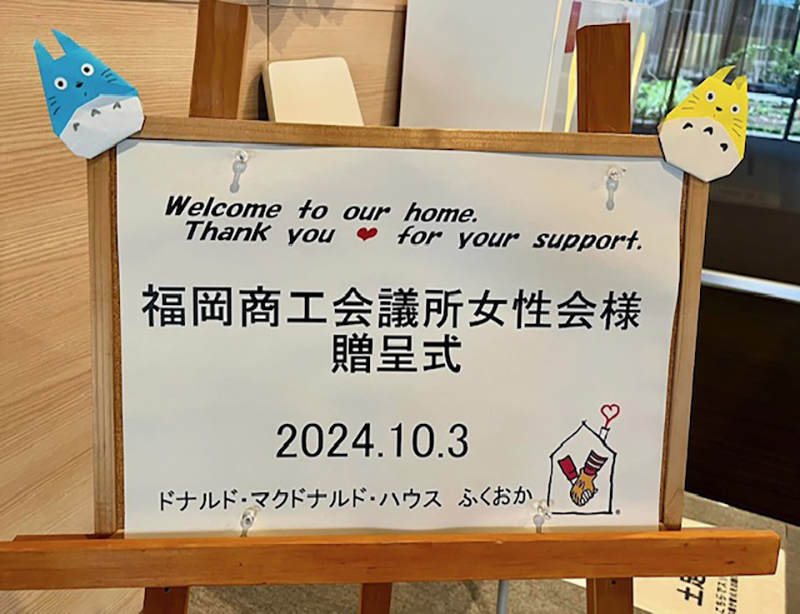 Welcome to our home.
Thank you ❤ for your support.
福岡商工会議所女性会様
贈呈式
2024.10.3
ドナルド・マクドナルド・ハウス ふくおか
土足